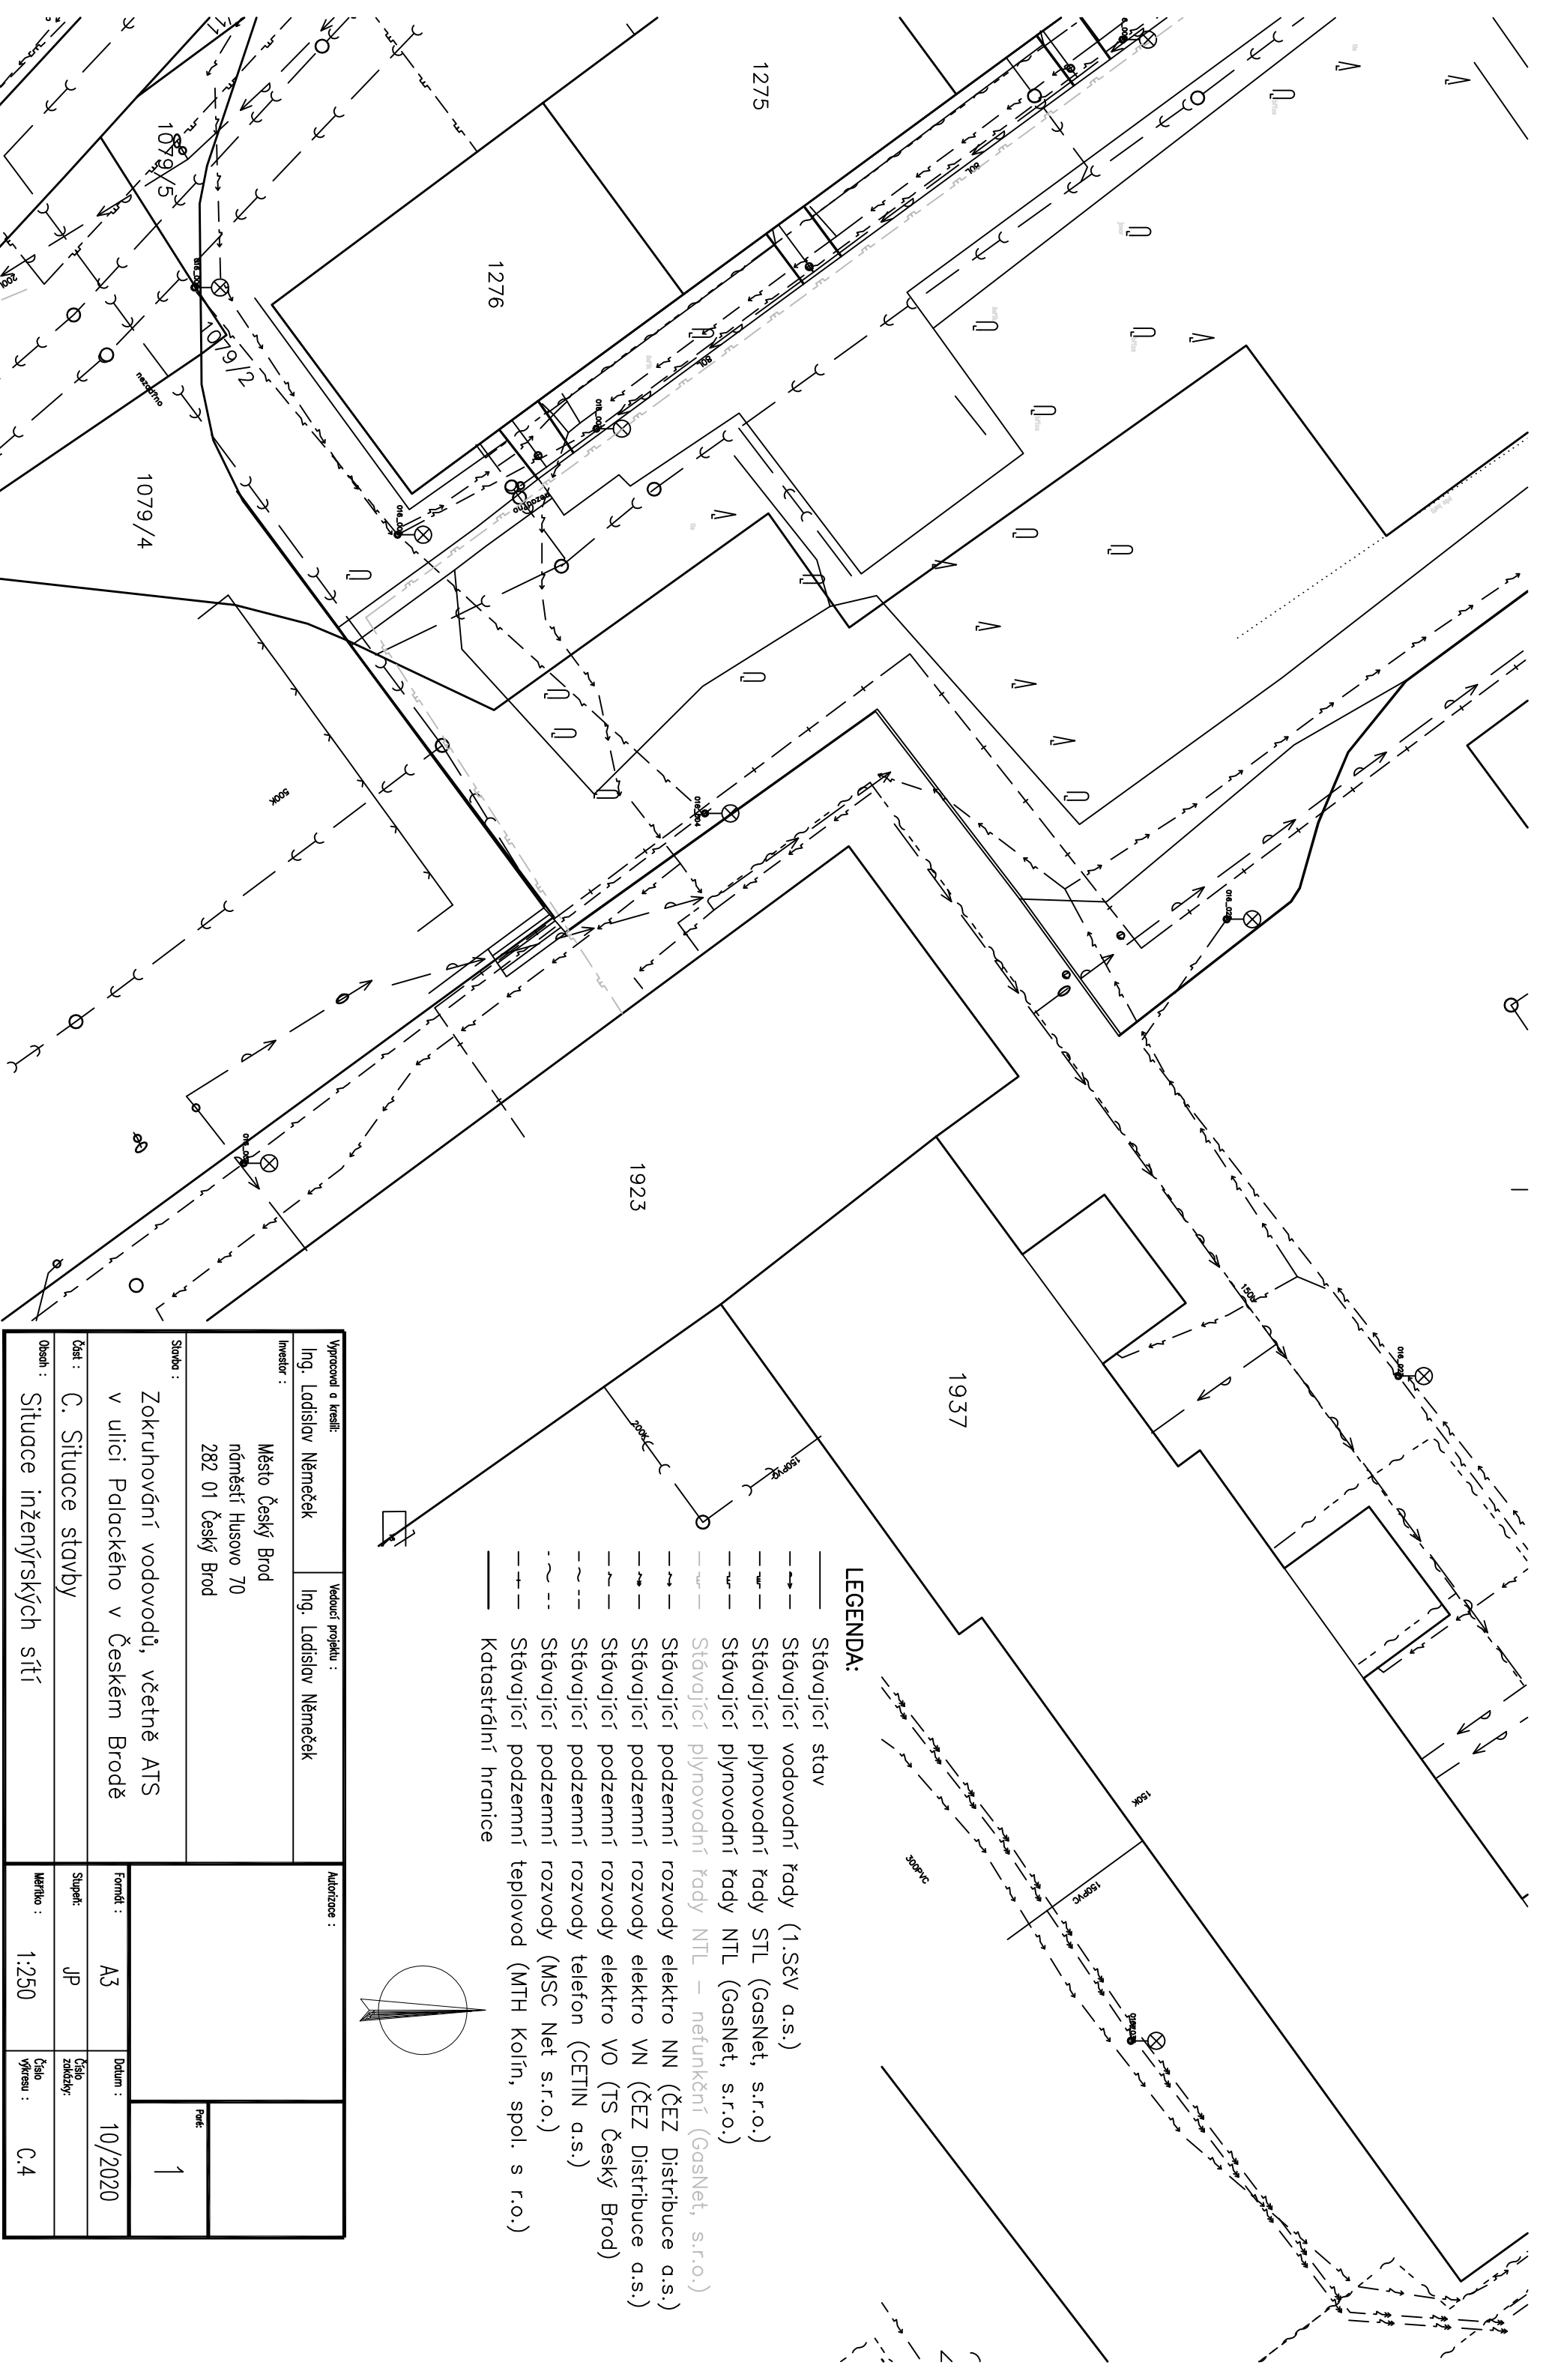 1275
1276
1079/5
1079/2
1079/4
nezaděno
80L
80L
500K
1923
1937
200K
150PVC
150K
150PVC
300PVC
LEGENDA:
Stávající stav
Stávající vodovodní řady (1.SčV a.s.)
Stávající plynovodní řady STL (GasNet, s.r.o.)
Stávající plynovodní řady NTL (GasNet, s.r.o.)
Stávající plynovodní řady NTL – nefunkční (GasNet, s.r.o.)
Stávající podzemní rozvody elektro NN (ČEZ Distribuce a.s.)
Stávající podzemní rozvody elektro VN (ČEZ Distribuce a.s.)
Stávající podzemní rozvody elektro VO (TS Český Brod)
Stávající podzemní rozvody telefon (CETIN a.s.)
Stávající podzemní rozvody (MSC Net s.r.o.)
Stávající podzemní teplovod (MTH Kolín, spol. s r.o.)
Katastrální hranice
Vypracoval a kreslil:
Ing. Ladislav Němeček
Vedoucí projektu :
Ing. Ladislav Němeček
Autorizace :
Investor :
Město Český Brod
náměstí Husovo 70
282 01 Český Brod
Stavba :
Zokruhování vodovodů, včetně ATS
v ulici Palackého v Českém Brodě
Část :
C. Situace stavby
Obsah :
Situace inženýrských sítí
Paré:
1
Formát :
A3
Datum :
10/2020
Stupeň:
JP
Číslo zakázky:
Měřítko :
1:250
Číslo výkresu :
C.4